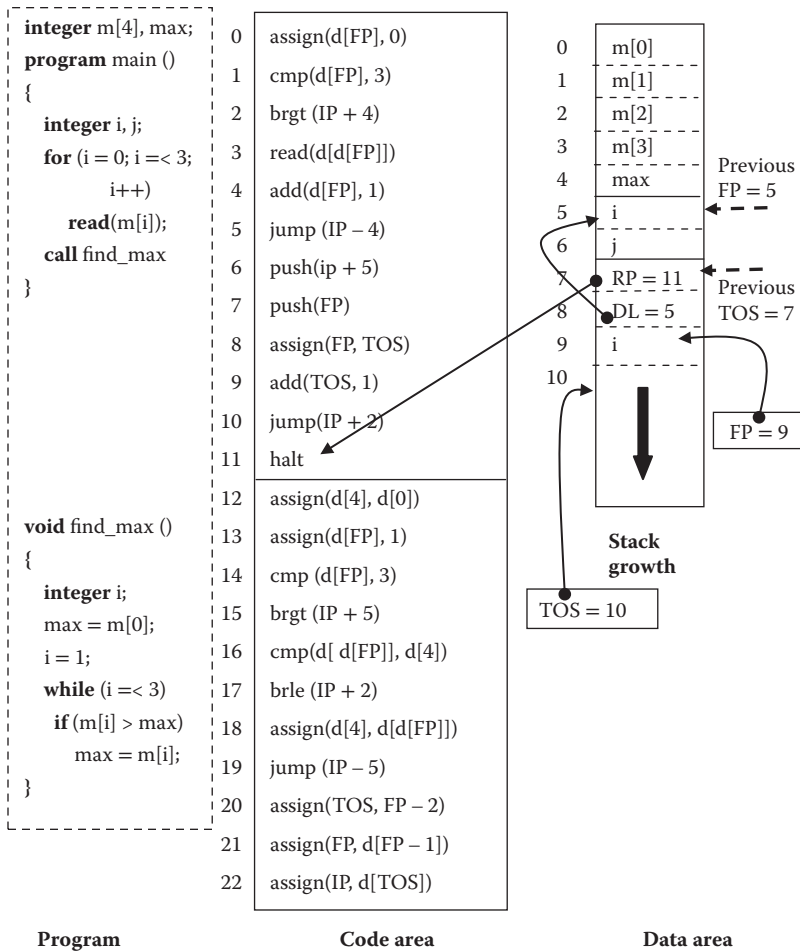 integer m[4], max;
program main ()
{
integer i, j;
for (i = 0; i =< 3;
i++)
read(m[i]);
call find_max
}
void find_max ()
{
integer i;
max = m[0];
i = 1;
while (i =< 3)
if (m[i] > max)
max = m[i];
}
Program
0 assign(d[FP], 0)
1 cmp(d[FP], 3)
2 brgt (IP + 4)
3 read(d[d[FP]])
4 add(d[FP], 1)
5 jump (IP – 4)
6 push(ip + 5)
7 push(FP)
8 assign(FP, TOS)
9 add(TOS, 1)
10 jump(IP + 2)
11 halt
12 assign(d[4], d[0])
13 assign(d[FP], 1)
14 cmp (d[FP], 3)
15 brgt (IP + 5)
16 cmp(d[ d[FP]], d[4])
17 brle (IP + 2)
18 assign(d[4], d[d[FP]])
19 jump (IP – 5)
20 assign(TOS, FP – 2)
21 assign(FP, d[FP – 1])
22 assign(IP, d[TOS])
Code area
0 m[0]
1 m[1]
2 m[2]
3 m[3]
4 max
5 i
6 j
7 RP = 11
8 DL = 5
9 i
10
Previous
FP = 5
Previous
TOS = 7
FP = 9
Stack
growth
TOS = 10
Data area